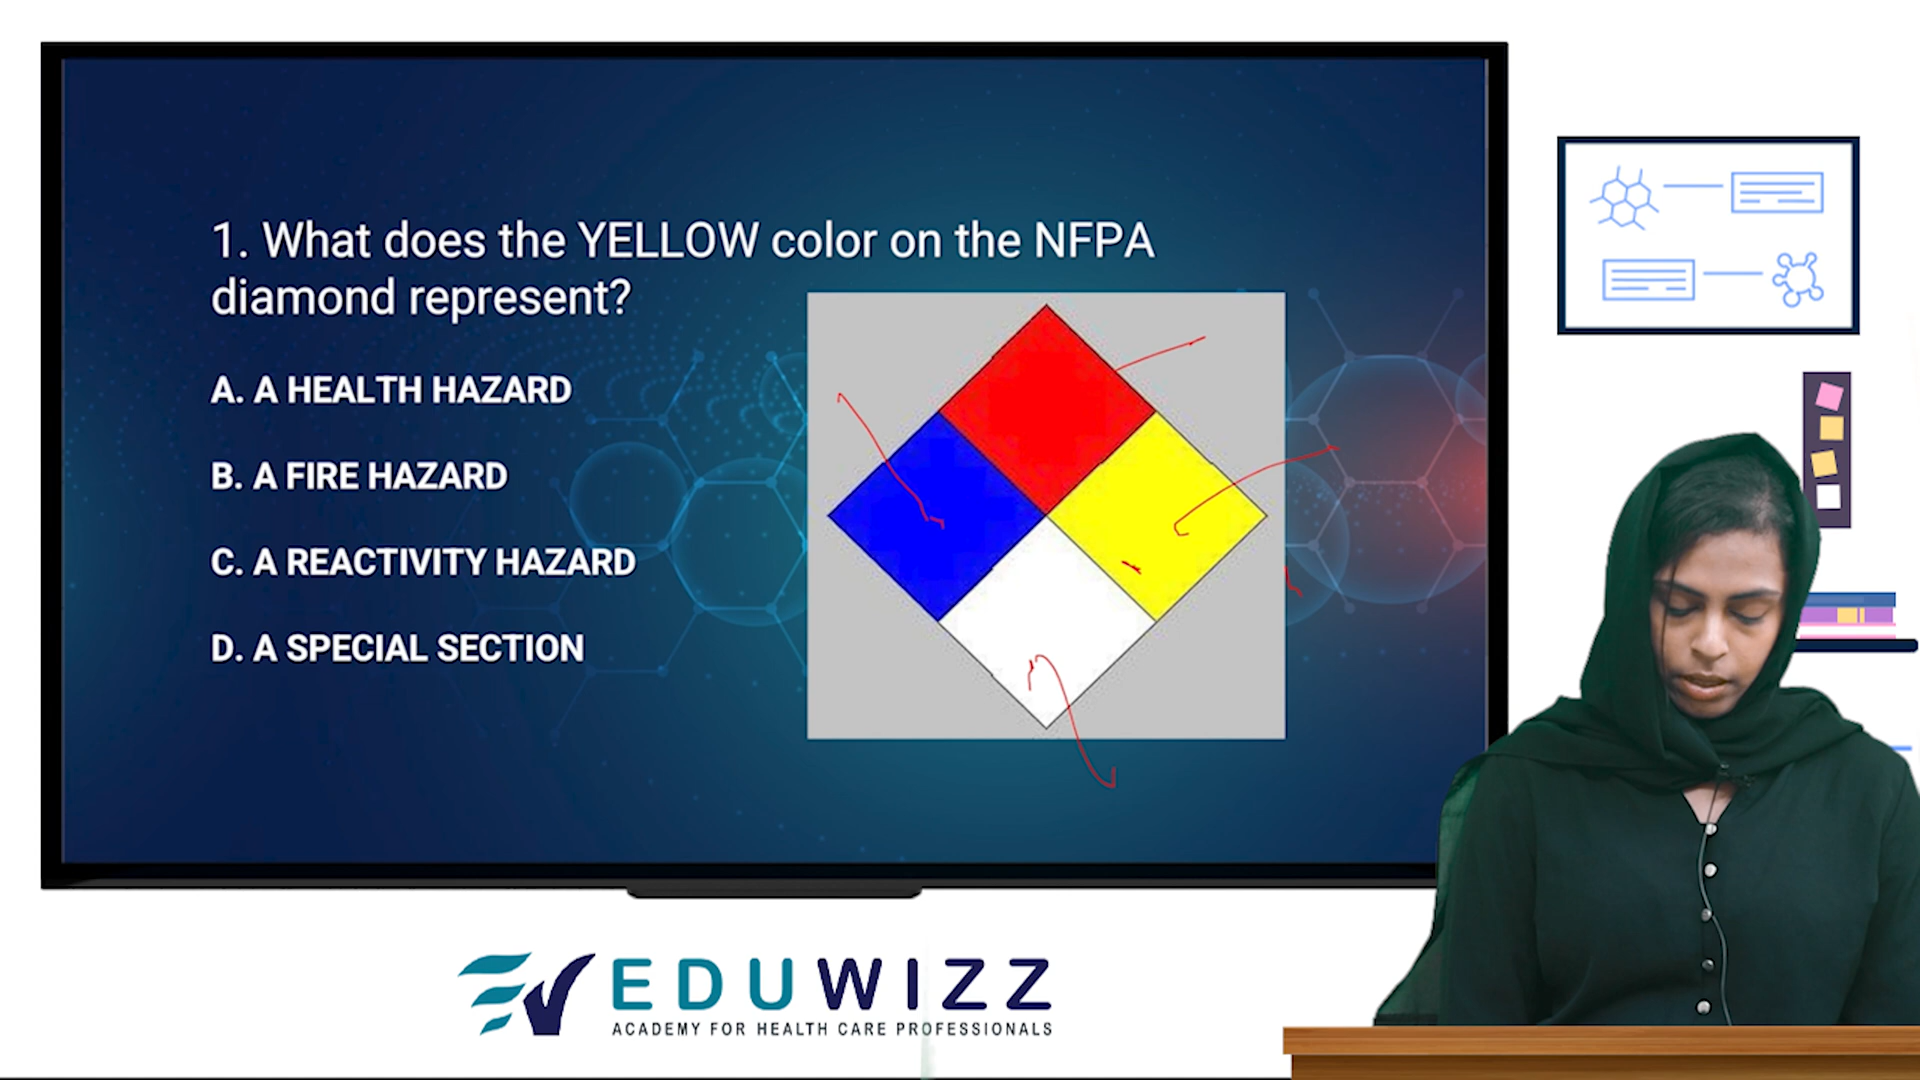 1. What does the YELLOW color on the NFPA
diamond represent?
A. A HEALTH HAZARD
B. A FIRE HAZARD
C. A REACTIVITY HAZARD
D. A SPECIAL SECTION
EDUWIZZ
ACADEMY FOR HEALTH CARE PROFESSIONALS